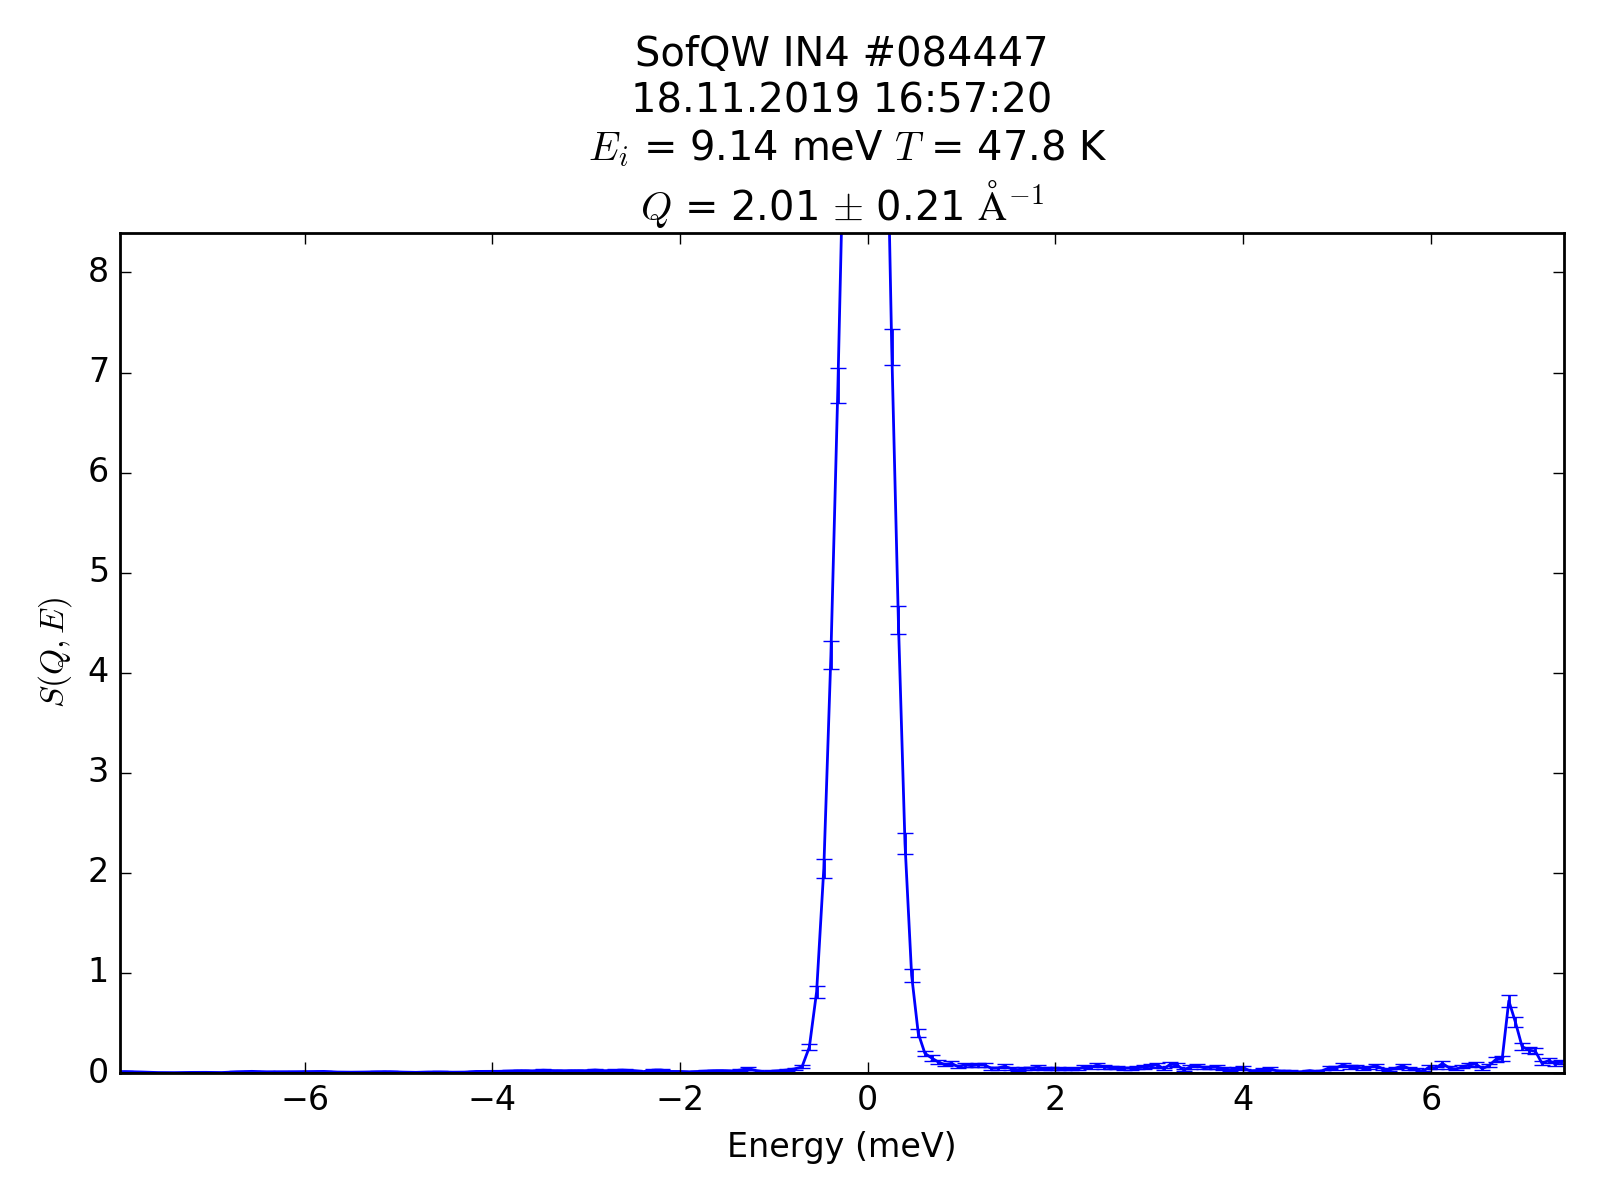 SofQW IN4 #084447
18.11.2019 16:57:20
E_i = 9.14 meV T = 47.8 K
Q = 2.01 ± 0.21 Å⁻¹
8
7
6
5
4
3
2
1
0
S(Q, E)
−6 −4 −2 0 2 4 6
Energy (meV)